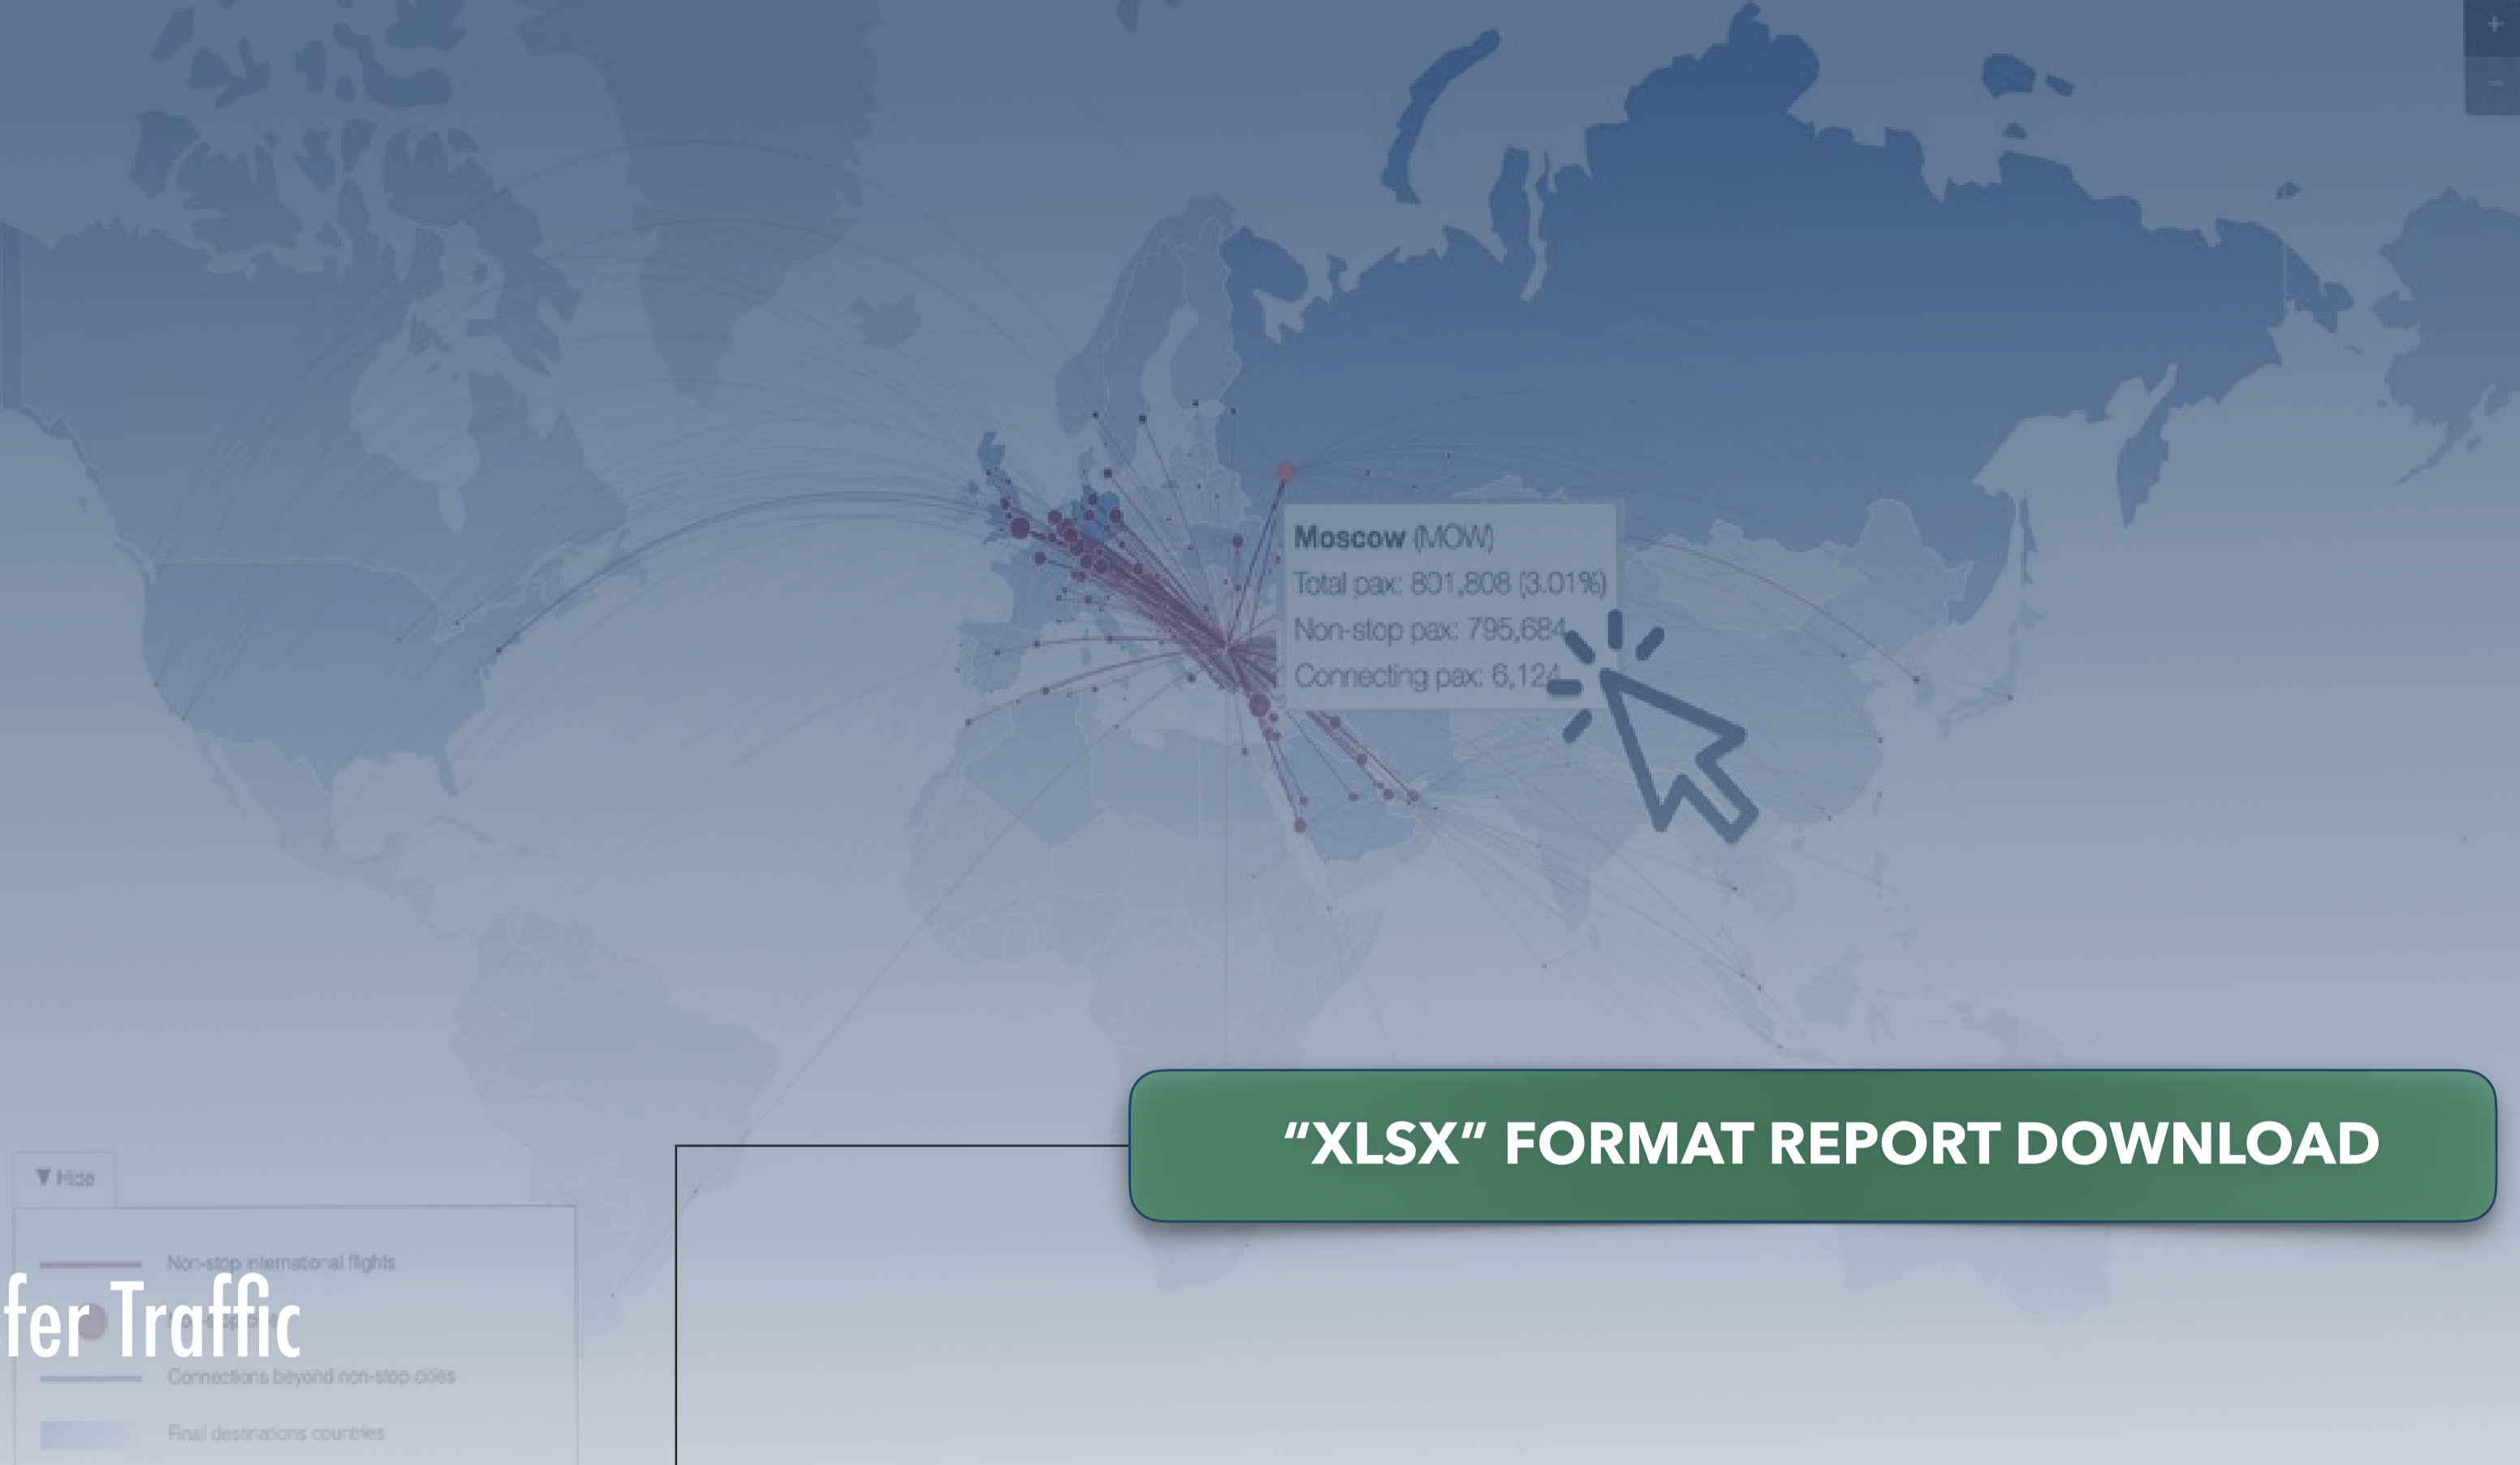 +
−
Moscow (MOW)
Total pax: 801,808 (3.01%)
Non-stop pax: 795,684
Connecting pax: 6,124
“XLSX” FORMAT REPORT DOWNLOAD
Hide
Non-stop international flights
fer Traffic
Connections beyond non-stop cities
Final destinations countries